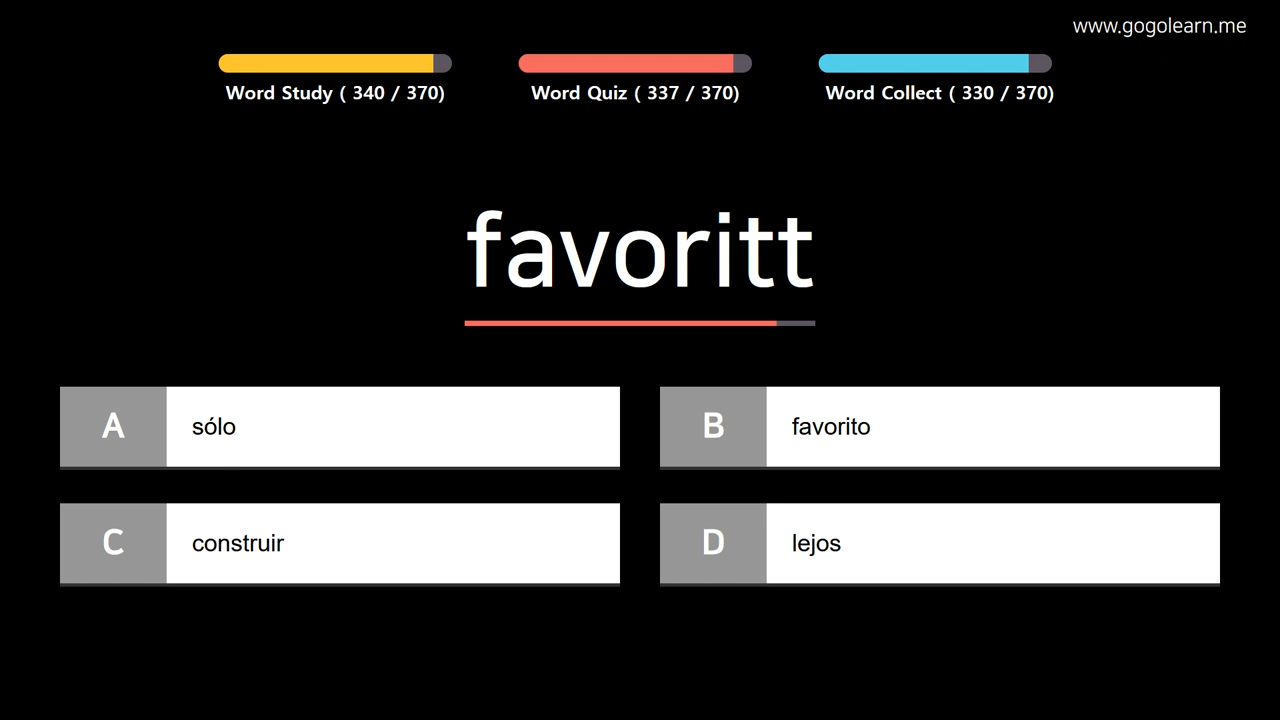 www.gogolearn.me
Word Study ( 340 / 370)
Word Quiz ( 337 / 370)
Word Collect ( 330 / 370)
favoritt
A sólo
B favorito
C construir
D lejos